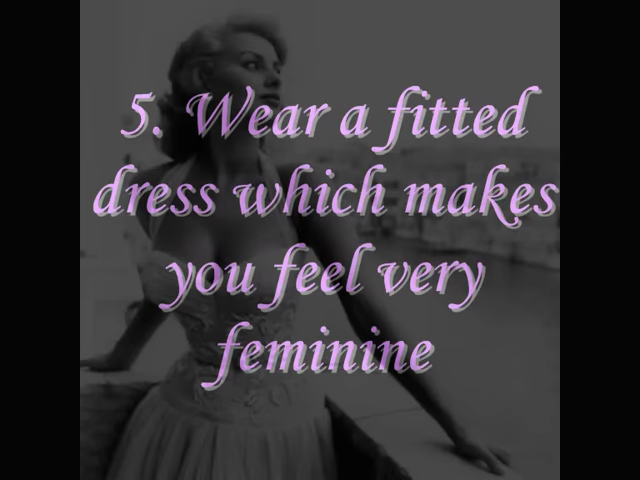 5. Wear a fitted
dress which makes
you feel very
feminine